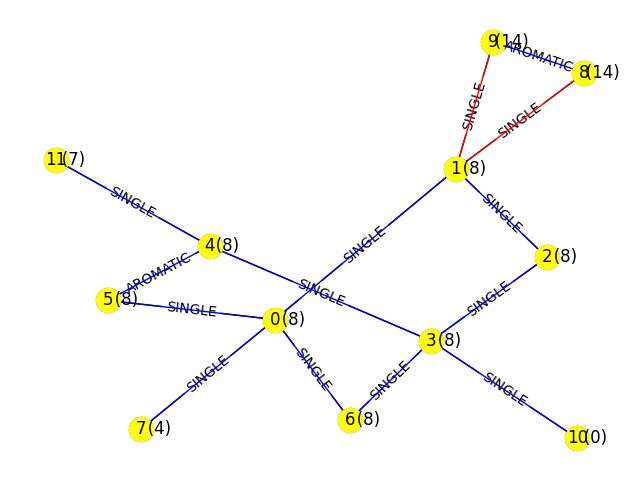 9(14)
AROMATIC
8(14)
SINGLE
SINGLE
11(7)
1(8)
SINGLE
SINGLE
SINGLE
4(8)
2(8)
AROMATIC
SINGLE
SINGLE
5(8)
SINGLE
0(8)
3(8)
SINGLE
SINGLE
SINGLE
SINGLE
6(8)
7(4)
10(0)